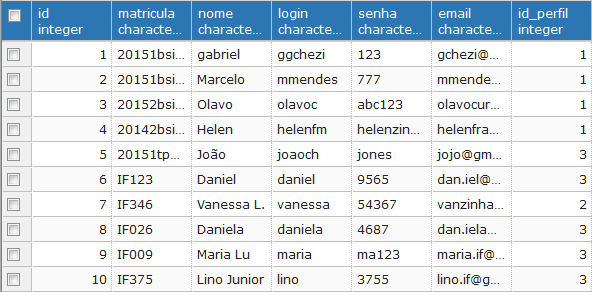 id matricula nome login senha email id_perfil
integer characte... characte... characte... characte... characte... integer
1 20151bsi... gabriel ggchezi 123 gchezi@... 1
2 20151bsi... Marcelo mmendes 777 mmende... 1
3 20152bsi... Olavo olavoc abc123 olavocur... 1
4 20142bsi... Helen helenfm helenzin... helenfra... 1
5 20151tp... João joaoch jones jojo@gm... 3
6 IF123 Daniel daniel 9565 dan.iel@... 3
7 IF346 Vanessa L. vanessa 54367 vanzinha... 2
8 IF026 Daniela daniela 4687 dan.iela... 3
9 IF009 Maria Lu maria ma123 maria.if@... 3
10 IF375 Lino Junior lino 3755 lino.if@g... 3